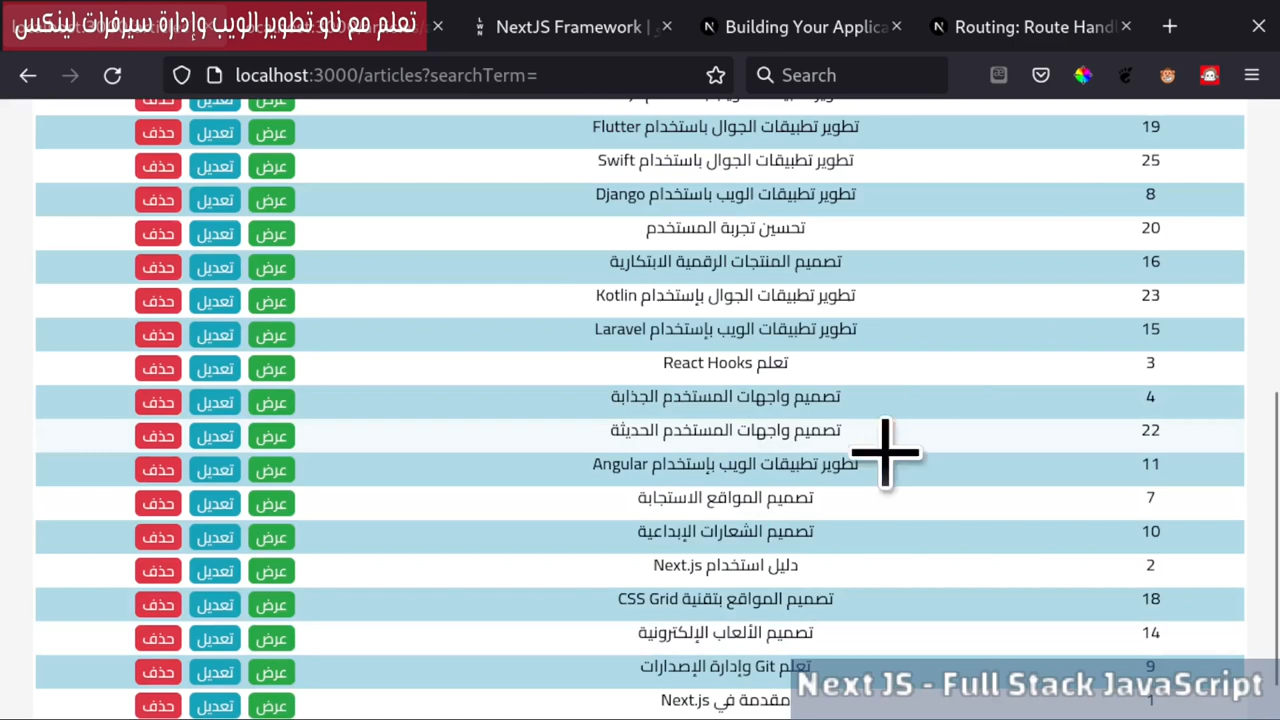 تعلم مع ناو تطوير الويب وإدارة سيرفرات لينكس
NextJS Framework |
Building Your Applica
Routing: Route Handl
localhost:3000/articles?searchTerm=
Search
19 تطوير تطبيقات الجوال باستخدام Flutter عرض تعديل حذف
25 تطوير تطبيقات الجوال باستخدام Swift عرض تعديل حذف
8 تطوير تطبيقات الويب باستخدام Django عرض تعديل حذف
20 تحسين تجربة المستخدم عرض تعديل حذف
16 تصميم المنتجات الرقمية الابتكارية عرض تعديل حذف
23 تطوير تطبيقات الجوال بإستخدام Kotlin عرض تعديل حذف
15 تطوير تطبيقات الويب بإستخدام Laravel عرض تعديل حذف
3 تعلم React Hooks عرض تعديل حذف
4 تصميم واجهات المستخدم الجذابة عرض تعديل حذف
22 تصميم واجهات المستخدم الحديثة عرض تعديل حذف
11 تطوير تطبيقات الويب بإستخدام Angular عرض تعديل حذف
7 تصميم المواقع الاستجابة عرض تعديل حذف
10 تصميم الشعارات الإبداعية عرض تعديل حذف
2 دليل استخدام Next.js عرض تعديل حذف
18 تصميم المواقع بتقنية CSS Grid عرض تعديل حذف
14 تصميم الألعاب الإلكترونية عرض تعديل حذف
9 تعلم Git وإدارة الإصدارات عرض تعديل حذف
1 مقدمة في Next.js عرض تعديل حذف
Next JS - Full Stack JavaScript